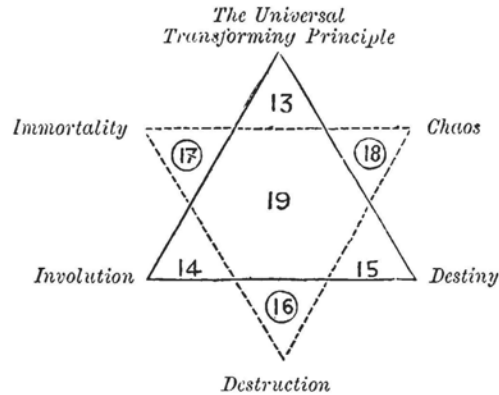 The Universal
Transforming Principle
13
Immortality
Chaos
17
18
19
Involution
14
15
Destiny
16
Destruction